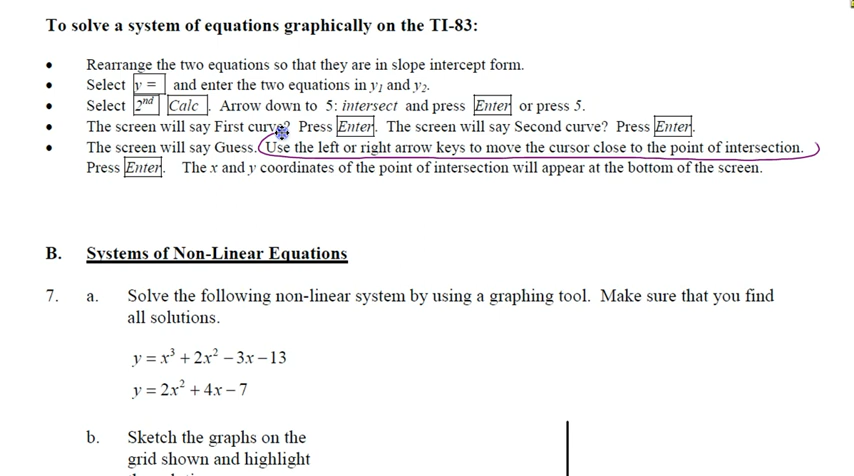 To solve a system of equations graphically on the TI-83:
• Rearrange the two equations so that they are in slope intercept form.
• Select y = and enter the two equations in y₁ and y₂.
• Select 2ⁿᵈ Calc. Arrow down to 5: intersect and press Enter or press 5.
• The screen will say First curve? Press Enter. The screen will say Second curve? Press Enter.
• The screen will say Guess. Use the left or right arrow keys to move the cursor close to the point of intersection.
Press Enter. The x and y coordinates of the point of intersection will appear at the bottom of the screen.
B. Systems of Non-Linear Equations
7. a. Solve the following non-linear system by using a graphing tool. Make sure that you find
all solutions.
y = x³ + 2x² − 3x − 13
y = 2x² + 4x − 7
b. Sketch the graphs on the
grid shown and highlight